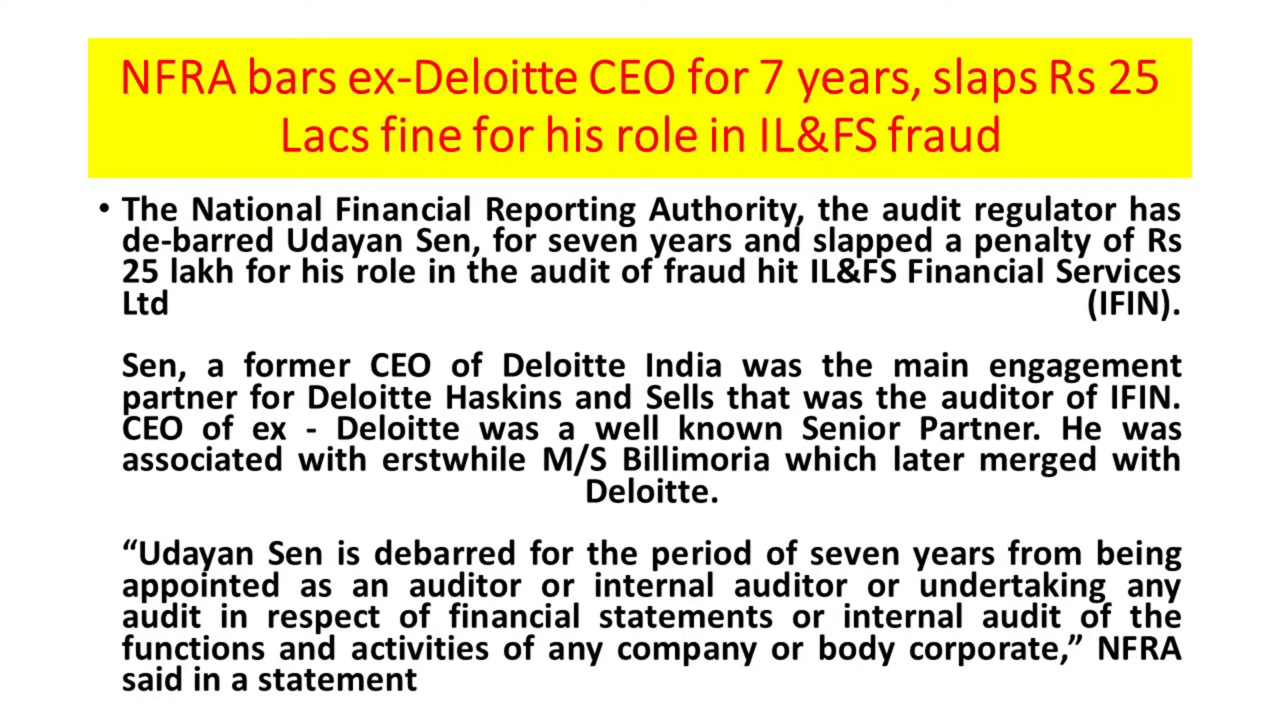 NFRA bars ex-Deloitte CEO for 7 years, slaps Rs 25
Lacs fine for his role in IL&FS fraud
• The National Financial Reporting Authority, the audit regulator has
de-barred Udayan Sen, for seven years and slapped a penalty of Rs
25 lakh for his role in the audit of fraud hit IL&FS Financial Services
Ltd (IFIN).
Sen, a former CEO of Deloitte India was the main engagement
partner for Deloitte Haskins and Sells that was the auditor of IFIN.
CEO of ex - Deloitte was a well known Senior Partner. He was
associated with erstwhile M/S Billimoria which later merged with
Deloitte.
“Udayan Sen is debarred for the period of seven years from being
appointed as an auditor or internal auditor or undertaking any
audit in respect of financial statements or internal audit of the
functions and activities of any company or body corporate,” NFRA
said in a statement